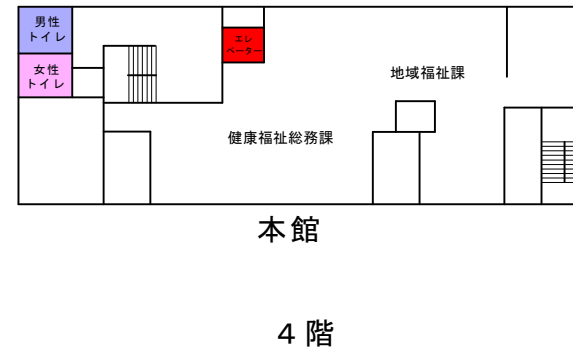 男性
トイレ
エレ
ベーター
女性
トイレ
地域福祉課
健康福祉総務課
本館
４階